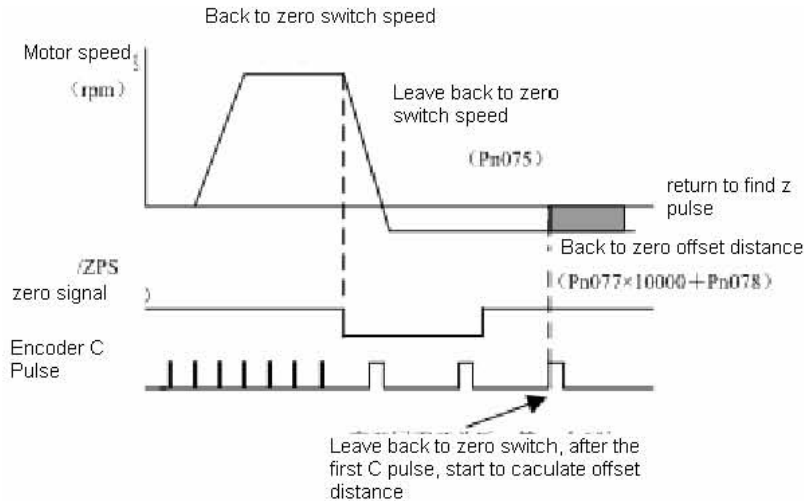 Back to zero switch speed
Motor speed
(rpm)
Leave back to zero
switch speed
(Pn075)
return to find z
pulse
Back to zero offset distance
(Pn077×10000+Pn078)
/ZPS
zero signal
Encoder C
Pulse
Leave back to zero switch, after the
first C pulse, start to caculate offset
distance